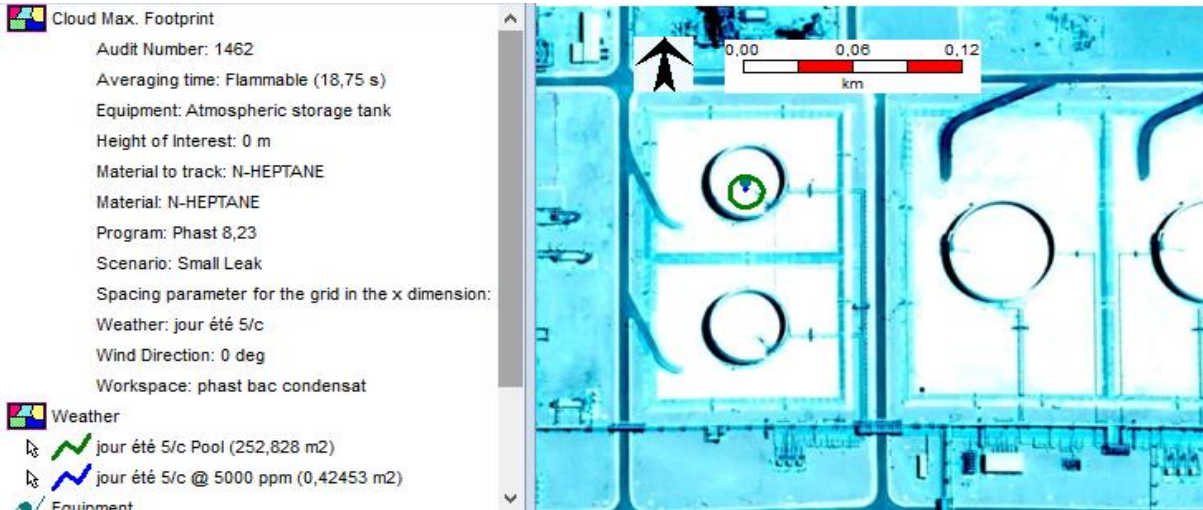 Cloud Max. Footprint
Audit Number: 1462
Averaging time: Flammable (18,75 s)
Equipment: Atmospheric storage tank
Height of Interest: 0 m
Material to track: N-HEPTANE
Material: N-HEPTANE
Program: Phast 8,23
Scenario: Small Leak
Spacing parameter for the grid in the x dimension:
Weather: jour été 5/c
Wind Direction: 0 deg
Workspace: phast bac condensat
Weather
jour été 5/c Pool (252,828 m2)
jour été 5/c @ 5000 ppm (0,42453 m2)
Equipment
0,00 0,06 0,12
km